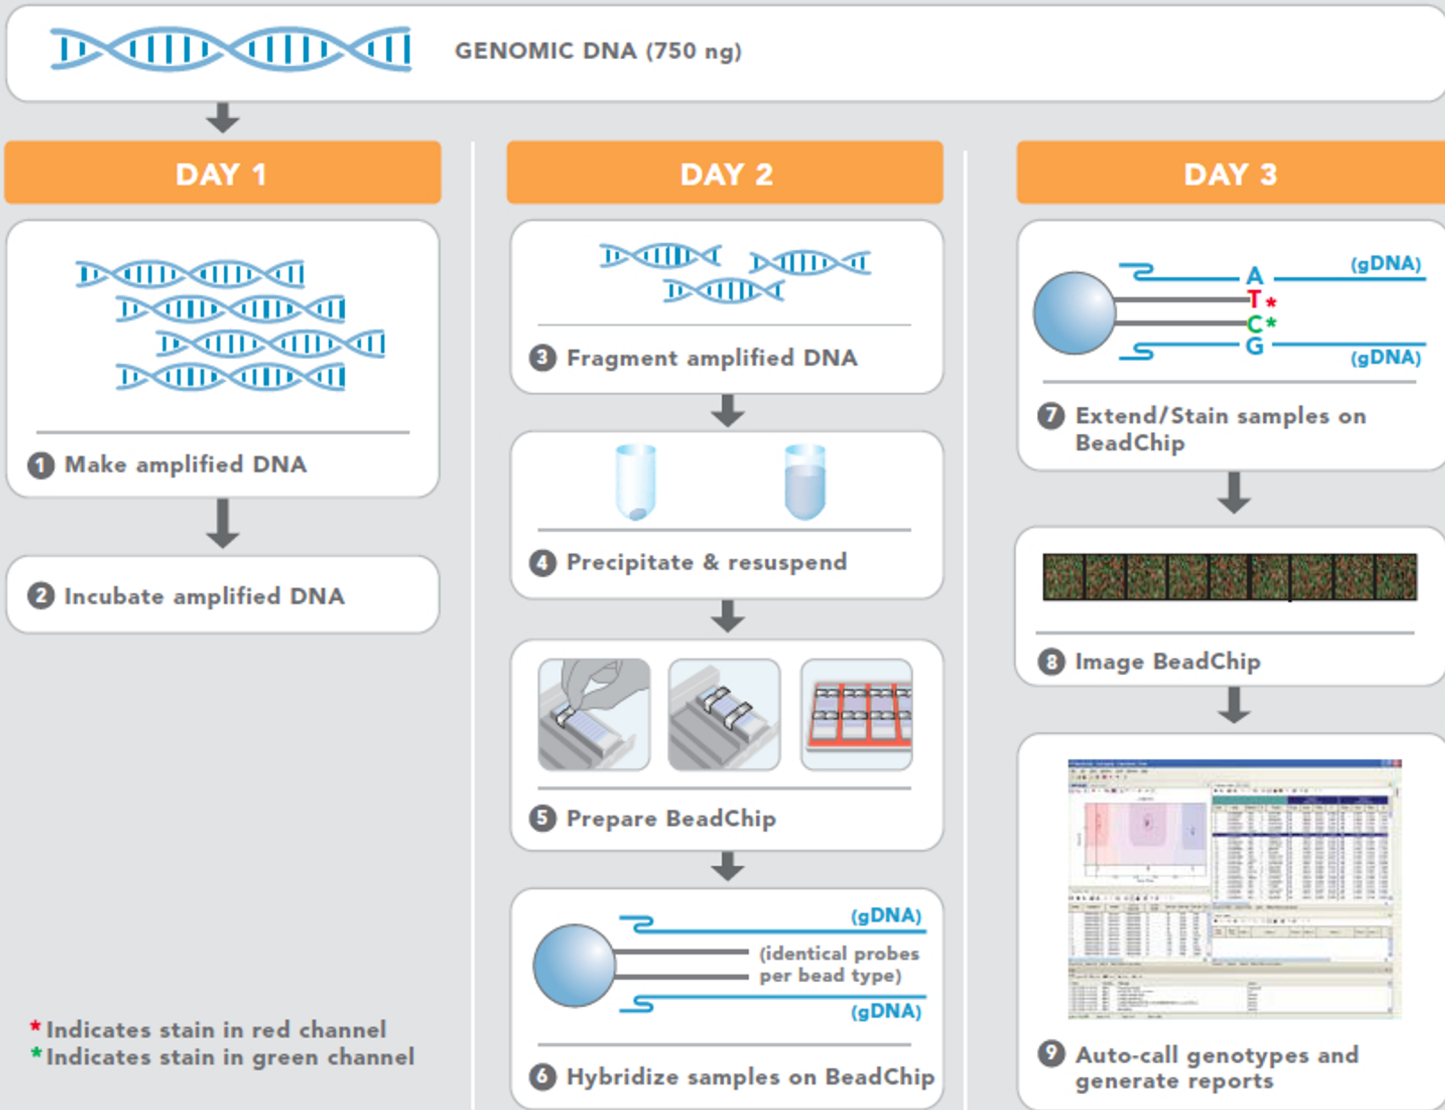 GENOMIC DNA (750 ng)
DAY 1
1 Make amplified DNA
2 Incubate amplified DNA
* Indicates stain in red channel
* Indicates stain in green channel
DAY 2
3 Fragment amplified DNA
4 Precipitate & resuspend
5 Prepare BeadChip
(gDNA)
(identical probes
per bead type)
(gDNA)
6 Hybridize samples on BeadChip
DAY 3
A (gDNA)
T*
C*
G (gDNA)
7 Extend/Stain samples on
BeadChip
8 Image BeadChip
9 Auto-call genotypes and
generate reports